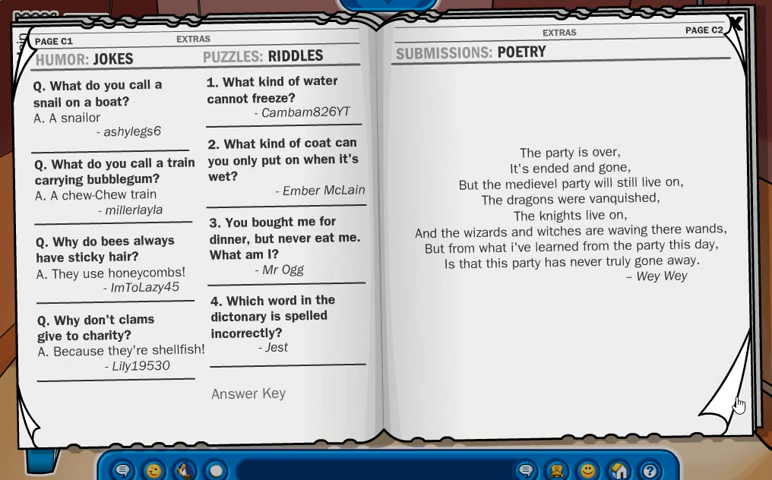 PAGE C1
EXTRAS
HUMOR: JOKES
PUZZLES: RIDDLES
Q. What do you call a
snail on a boat?
A. A snailor
- ashylegs6
Q. What do you call a train
carrying bubblegum?
A. A chew-Chew train
- millerlayla
Q. Why do bees always
have sticky hair?
A. They use honeycombs!
- ImToLazy45
Q. Why don't clams
give to charity?
A. Because they're shellfish!
- Lily19530
1. What kind of water
cannot freeze?
- Cambam826YT
2. What kind of coat can
you only put on when it's
wet?
- Ember McLain
3. You bought me for
dinner, but never eat me.
What am I?
- Mr Ogg
4. Which word in the
dictonary is spelled
incorrectly?
- Jest
Answer Key
EXTRAS
PAGE C2
X
SUBMISSIONS: POETRY
The party is over,
It's ended and gone,
But the medievel party will still live on,
The dragons were vanquished,
The knights live on,
And the wizards and witches are waving there wands,
But from what i've learned from the party this day,
Is that this party has never truly gone away.
– Wey Wey
?